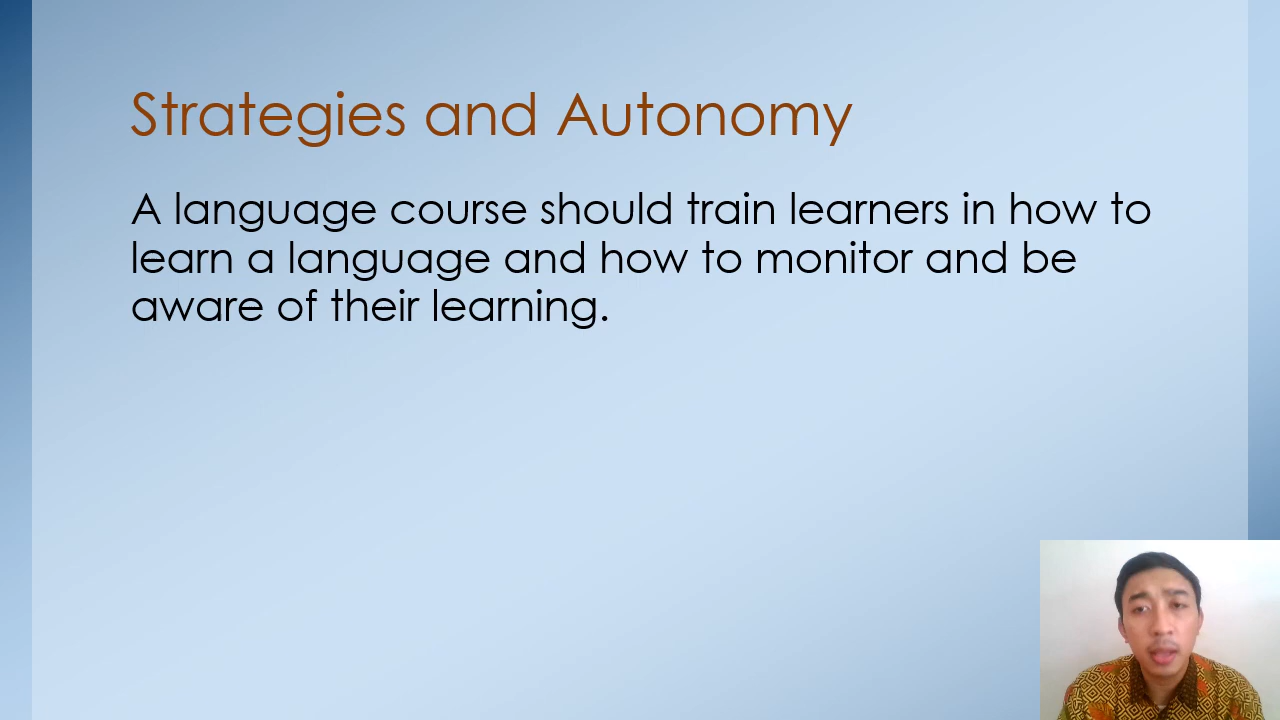 Strategies and Autonomy
A language course should train learners in how to
learn a language and how to monitor and be
aware of their learning.